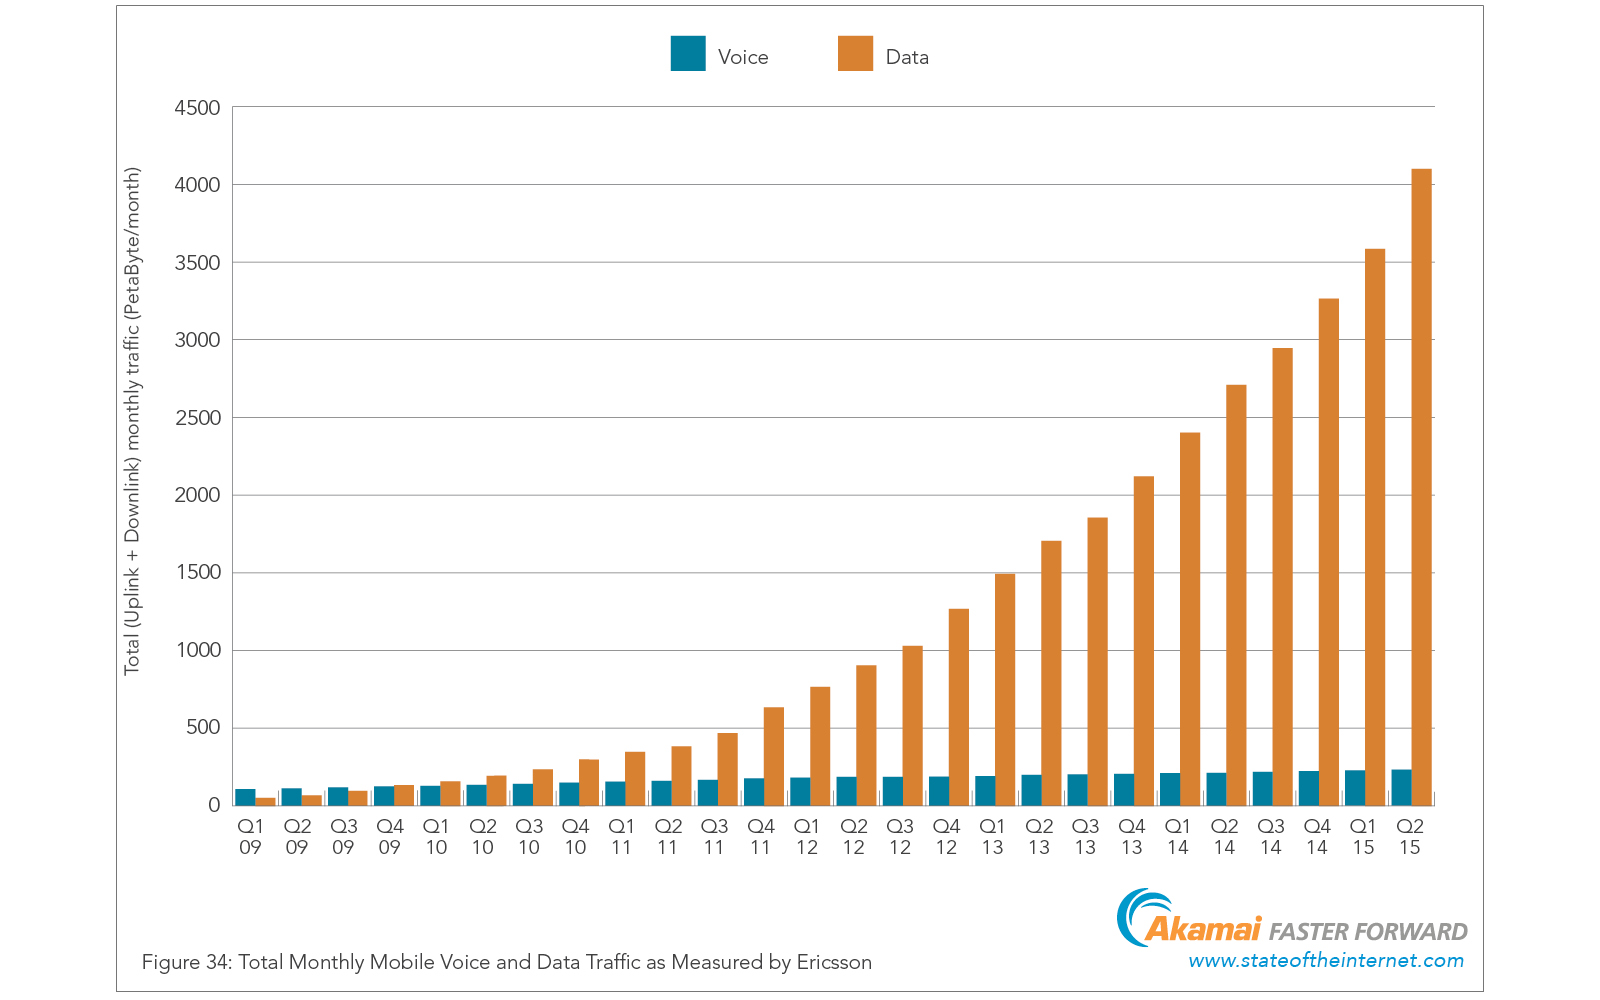 Voice Data
Total (Uplink + Downlink) monthly traffic (PetaByte/month)
4500
4000
3500
3000
2500
2000
1500
1000
500
0
Q1 Q2 Q3 Q4 Q1 Q2 Q3 Q4 Q1 Q2 Q3 Q4 Q1 Q2 Q3 Q4 Q1 Q2 Q3 Q4 Q1 Q2 Q3 Q4 Q1 Q2
09 09 09 09 10 10 10 10 11 11 11 11 12 12 12 12 13 13 13 13 14 14 14 14 15 15
Akamai FASTER FORWARD
Figure 34: Total Monthly Mobile Voice and Data Traffic as Measured by Ericsson
www.stateoftheinternet.com